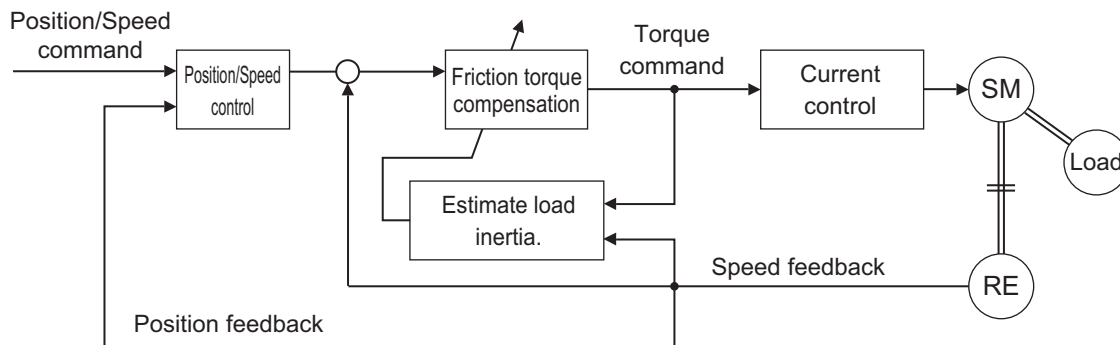 Position/Speed
command
Position/Speed
control
Friction torque
compensation
Torque
command
Current
control
SM
Load
Estimate load
inertia.
Speed feedback
RE
Position feedback